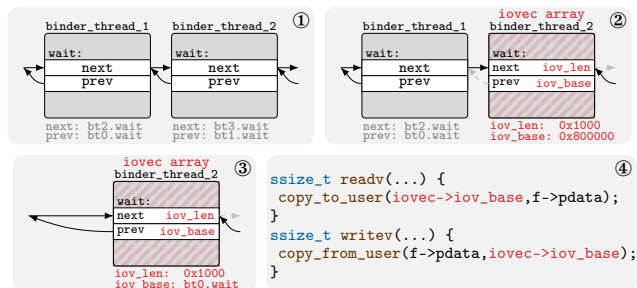 ①
binder_thread_1 binder_thread_2
wait: wait:
next next
prev prev
next: bt2.wait next: bt3.wait
prev: bt0.wait prev: bt1.wait
②
iovec array
binder_thread_1 binder_thread_2
wait: wait:
next next iov_len
prev prev iov_base
next: bt2.wait iov_len: 0x1000
prev: bt0.wait iov_base: 0x800000
③
iovec array
binder_thread_2
wait:
next iov_len
prev iov_base
iov_len: 0x1000
iov_base: bt0.wait
④
ssize_t readv(...) {
copy_to_user(iovec->iov_base,f->pdata);
}
ssize_t writev(...) {
copy_from_user(f->pdata,iovec->iov_base);
}